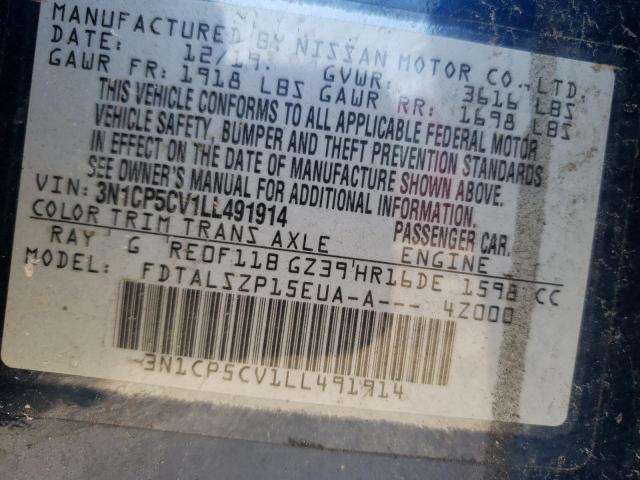 MANUFACTURED BY NISSAN MOTOR CO., LTD.
DATE: 12/19. GVWR: 3616 LBS
GAWR FR: 1918 LBS GAWR RR: 1698 LBS
THIS VEHICLE CONFORMS TO ALL APPLICABLE FEDERAL MOTOR
VEHICLE SAFETY, BUMPER AND THEFT PREVENTION STANDARDS
IN EFFECT ON THE DATE OF MANUFACTURE SHOWN ABOVE.
SEE OWNER'S MANUAL FOR ADDITIONAL INFORMATION.
VIN: 3N1CP5CV1LL491914 PASSENGER CAR.
COLOR TRIM TRANS AXLE ENGINE
RAY G RE0F11B GZ39 HR16DE 1598 CC
MODEL: FDTALSZP15EUA-A--- 4Z000
3N1CP5CV1LL491914